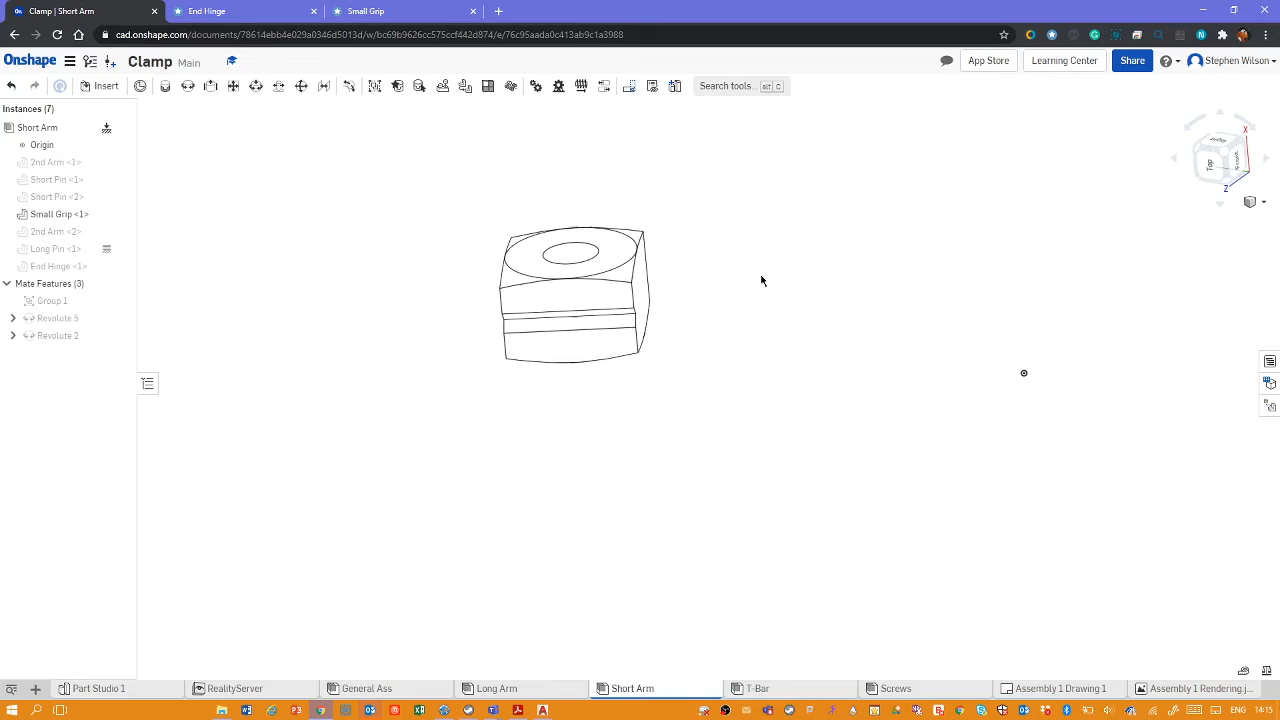 Clamp | Short Arm
End Hinge
Small Grip
cad.onshape.com/documents/78614ebb4e029a0346d5013d/w/bc69b9626cc575ccf442d874/e/76c95aada0c413ab9c1a3988
Onshape
Clamp Main
App Store
Learning Center
Share
Stephen Wilson
Insert
Search tools... alt C
Instances (7)
Short Arm
Origin
2nd Arm <1>
Short Pin <1>
Short Pin <2>
Small Grip <1>
2nd Arm <2>
Long Pin <1>
End Hinge <1>
Mate Features (3)
Group 1
Revolute 5
Revolute 2
X
Top
Front
Z
Part Studio 1
RealityServer
General Ass
Long Arm
Short Arm
T-Bar
Screws
Assembly 1 Drawing 1
Assembly 1 Rendering.j...
ENG
14:15